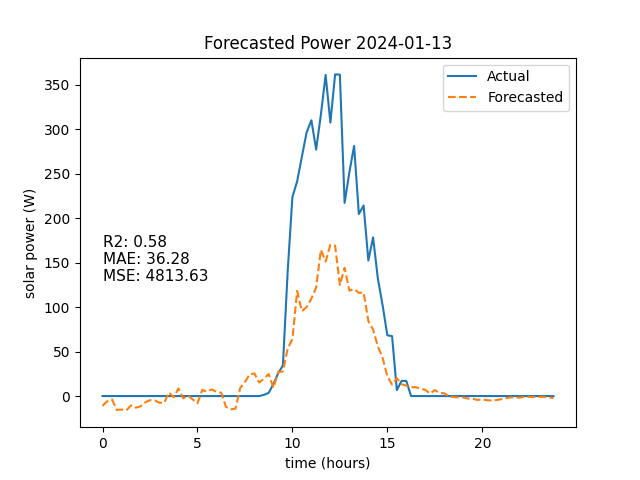 Forecasted Power 2024-01-13
Actual
Forecasted
R2: 0.58
MAE: 36.28
MSE: 4813.63
solar power (W)
350
300
250
200
150
100
50
0
0 5 10 15 20
time (hours)